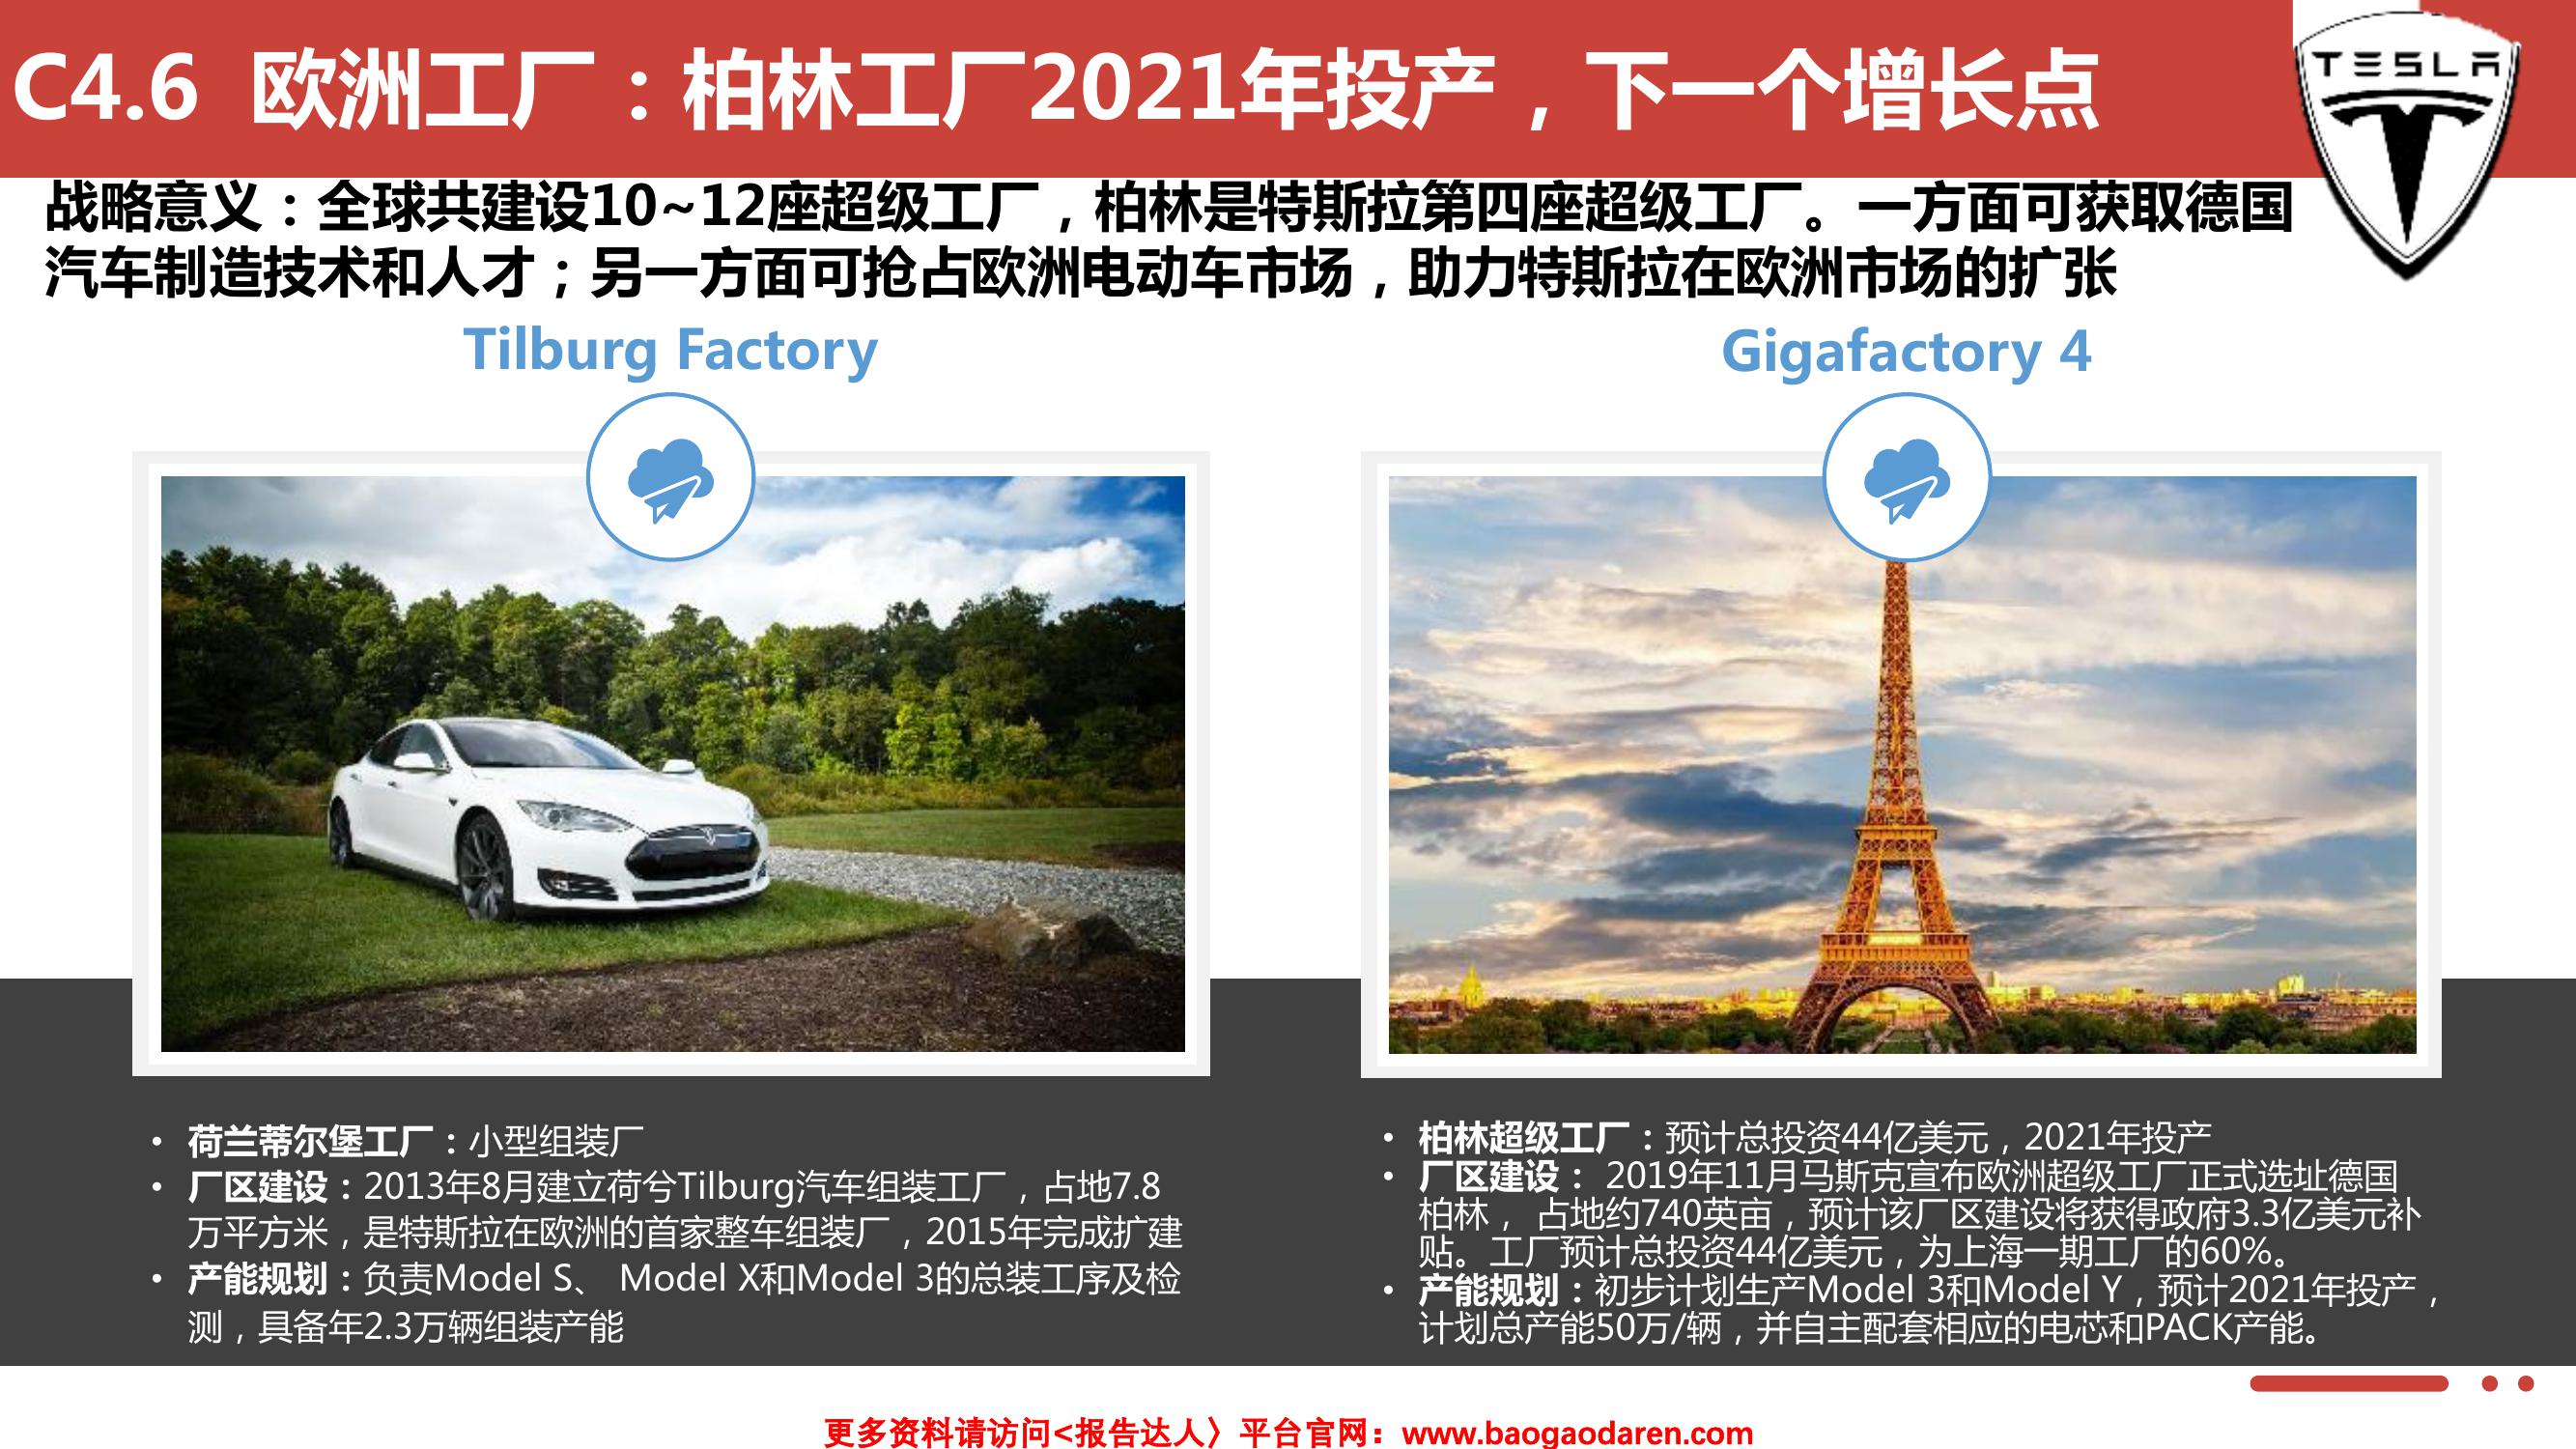 C4.6 欧洲工厂：柏林工厂2021年投产，下一个增长点
TESLA
战略意义：全球共建设10~12座超级工厂，柏林是特斯拉第四座超级工厂。一方面可获取德国
汽车制造技术和人才；另一方面可抢占欧洲电动车市场，助力特斯拉在欧洲市场的扩张
Tilburg Factory
• 荷兰蒂尔堡工厂：小型组装厂
• 厂区建设：2013年8月建立荷兮Tilburg汽车组装工厂，占地7.8
万平方米，是特斯拉在欧洲的首家整车组装厂，2015年完成扩建
• 产能规划：负责Model S、 Model X和Model 3的总装工序及检
测，具备年2.3万辆组装产能
Gigafactory 4
• 柏林超级工厂：预计总投资44亿美元，2021年投产
• 厂区建设： 2019年11月马斯克宣布欧洲超级工厂正式选址德国
柏林， 占地约740英亩，预计该厂区建设将获得政府3.3亿美元补
贴。工厂预计总投资44亿美元，为上海一期工厂的60%。
• 产能规划：初步计划生产Model 3和Model Y，预计2021年投产，
计划总产能50万/辆，并自主配套相应的电芯和PACK产能。
更多资料请访问<报告达人〉平台官网：www.baogaodaren.com